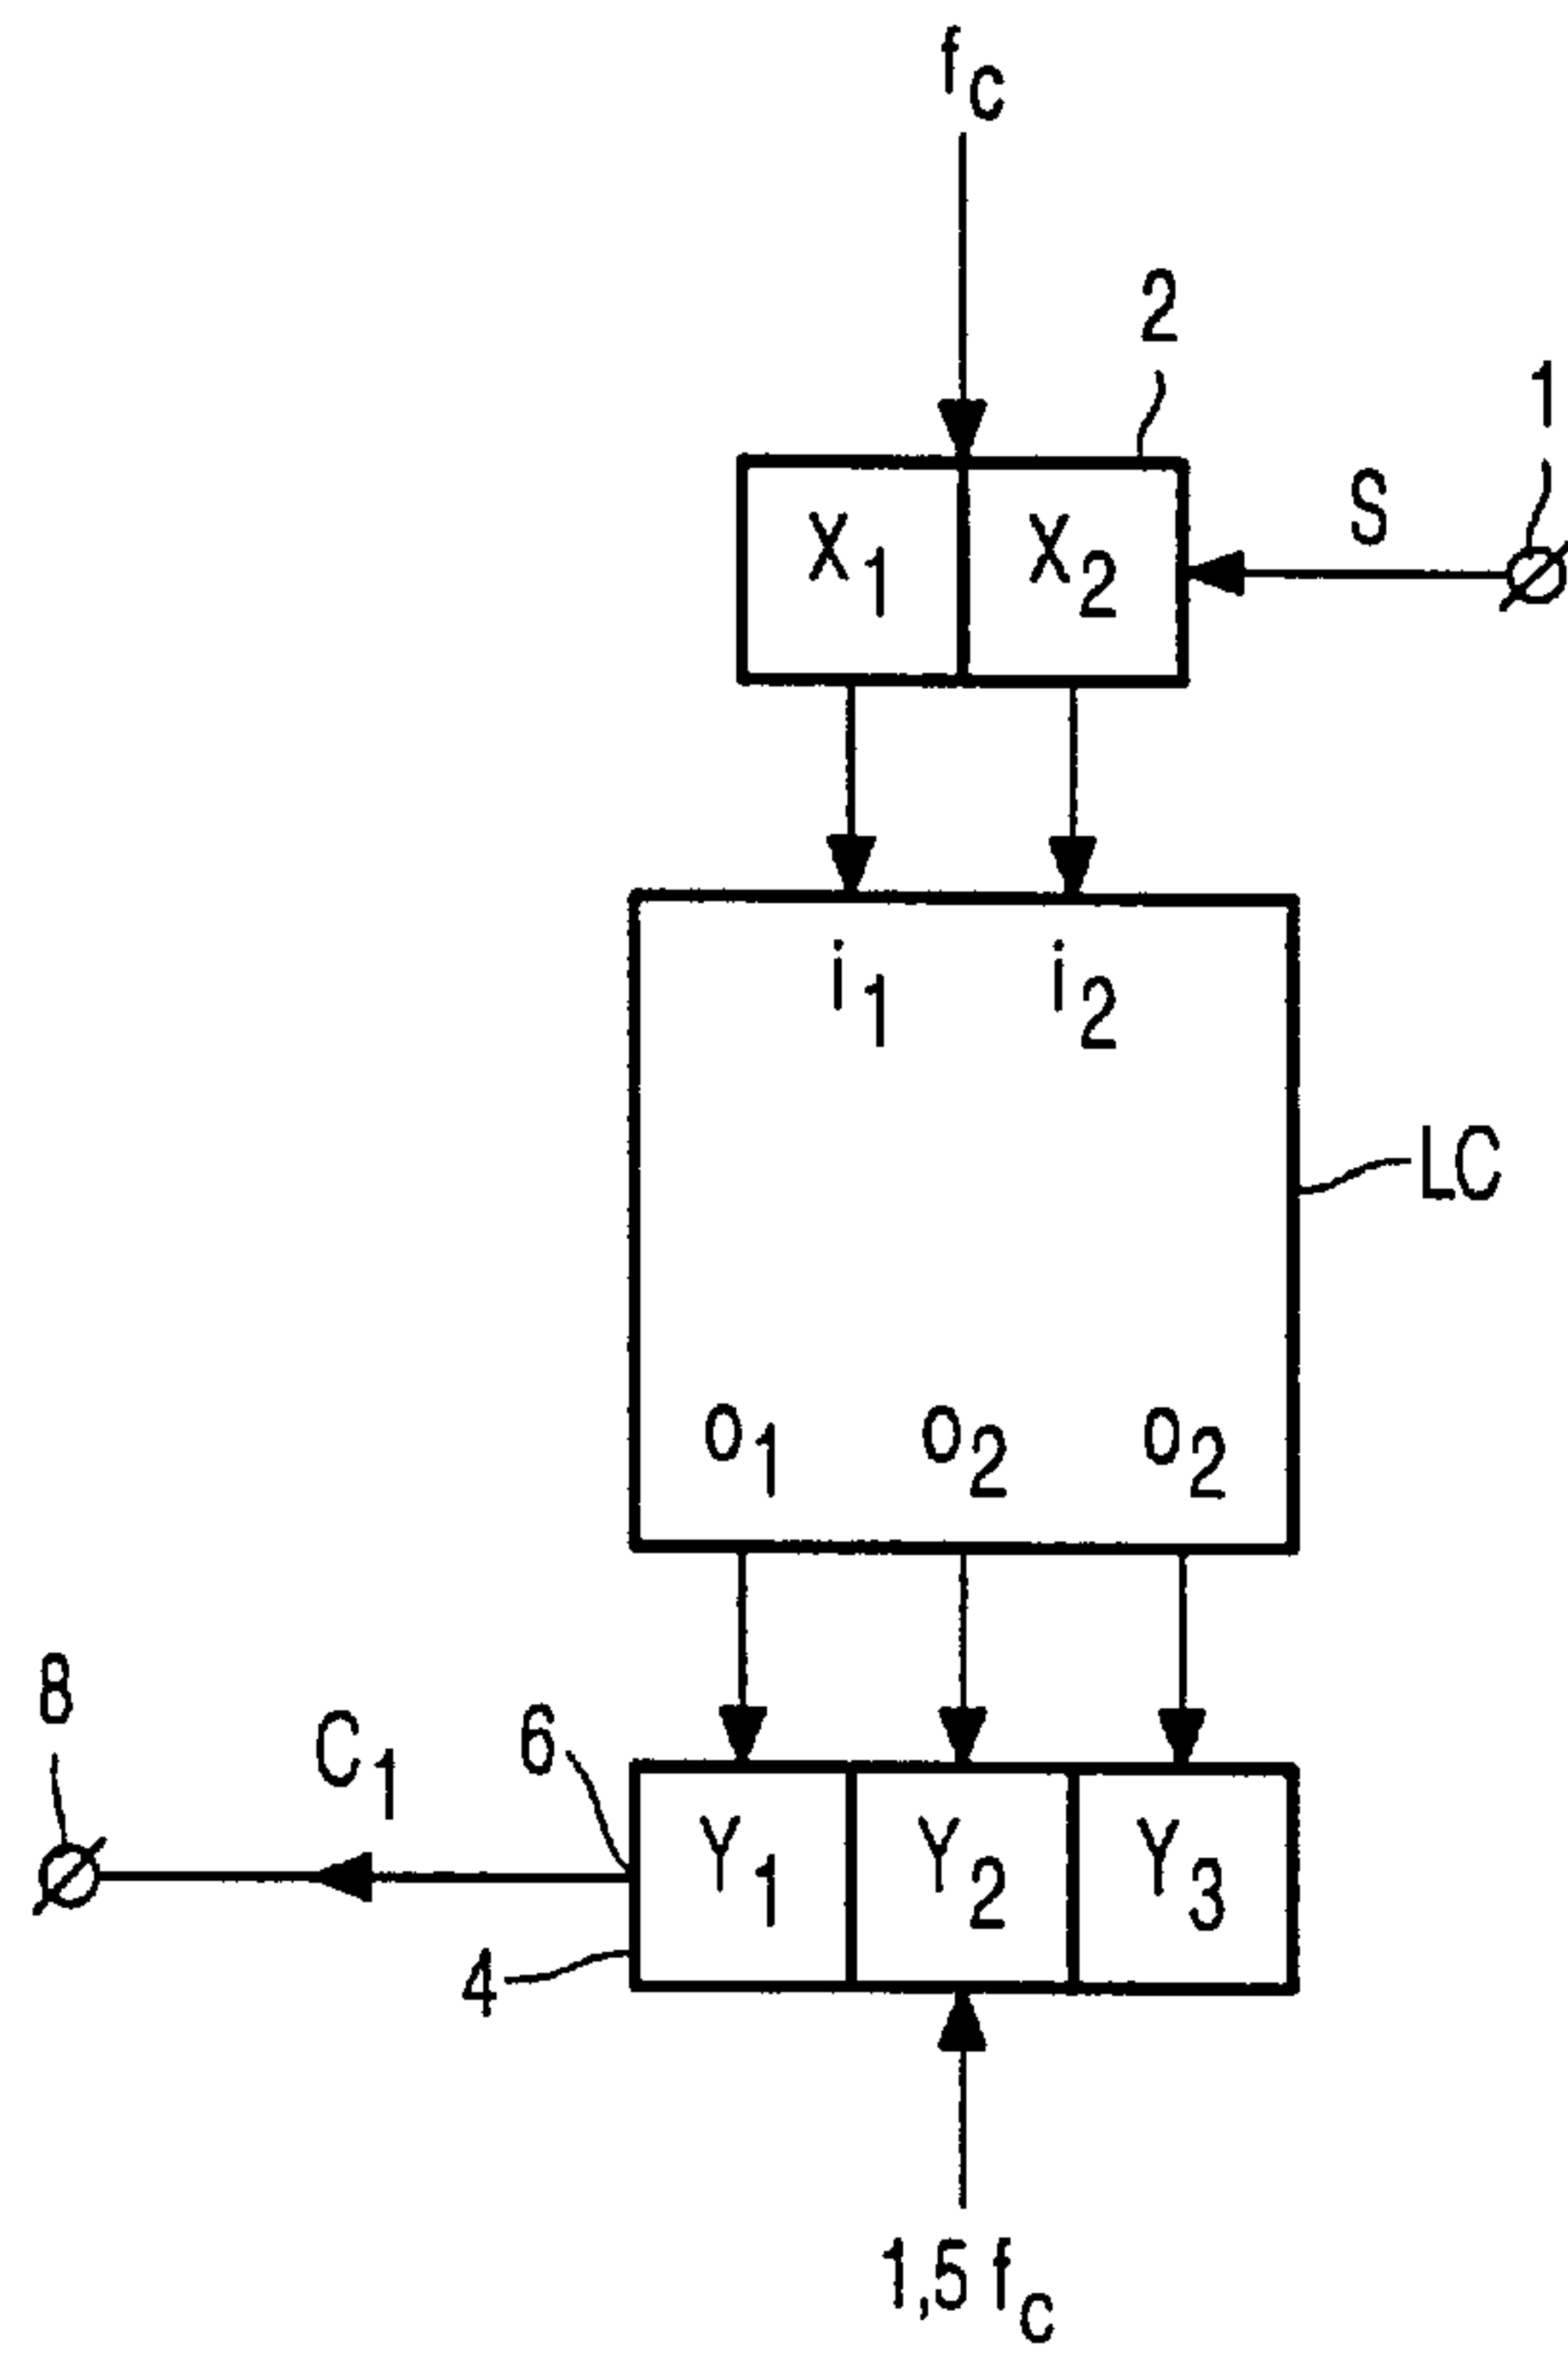 f_c
2
1
X_1 X_2 S
i_1 i_2
LC
o_1 o_2 o_2
8 C_1 6
Y_1 Y_2 Y_3
4
1,5 f_c